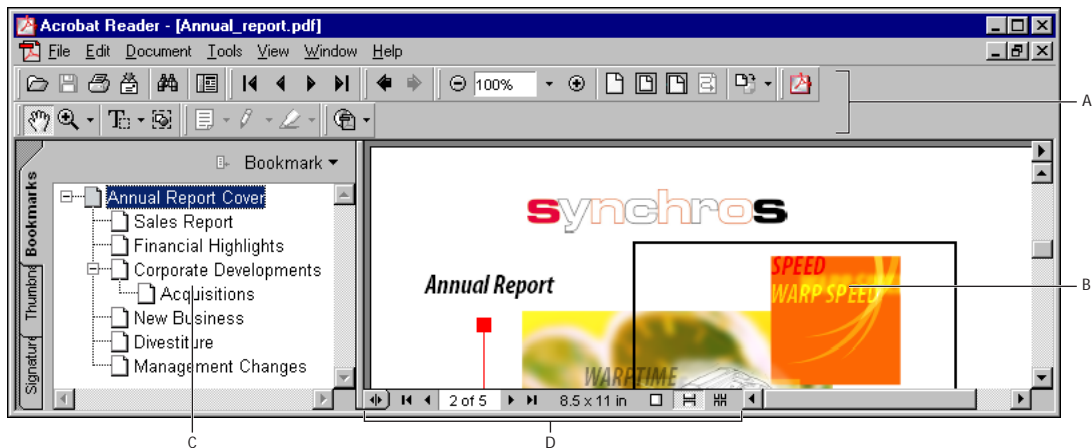 Acrobat Reader - [Annual_report.pdf]
File Edit Document Tools View Window Help
100%
A
Bookmarks
Thumbna
Signature
Bookmark
Annual Report Cover
Sales Report
Financial Highlights
Corporate Developments
Acquisitions
New Business
Divestiture
Management Changes
synchros
Annual Report
SPEED
WARP SPEED
B
WARPTIME
2 of 5
8.5 x 11 in
C
D